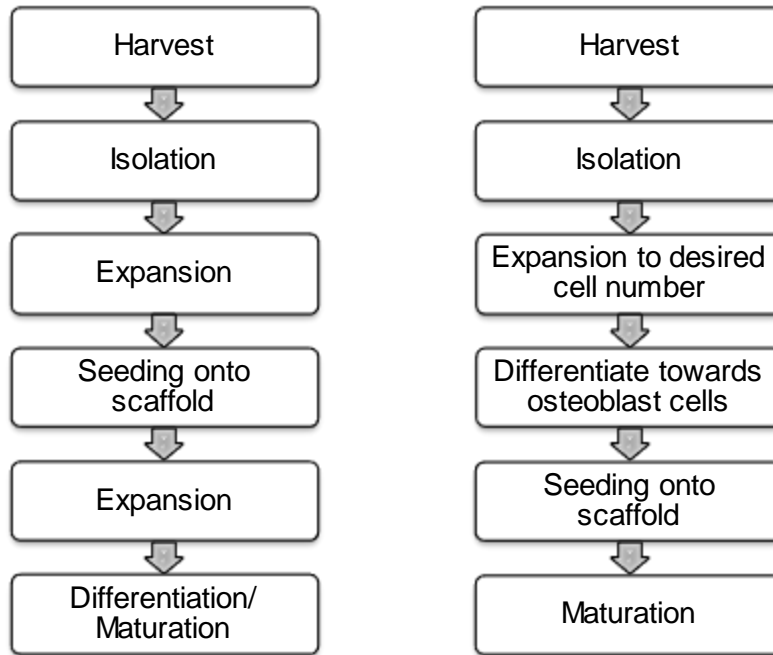 Harvest
Isolation
Expansion
Seeding onto
scaffold
Expansion
Differentiation/
Maturation
Harvest
Isolation
Expansion to desired
cell number
Differentiate towards
osteoblast cells
Seeding onto
scaffold
Maturation